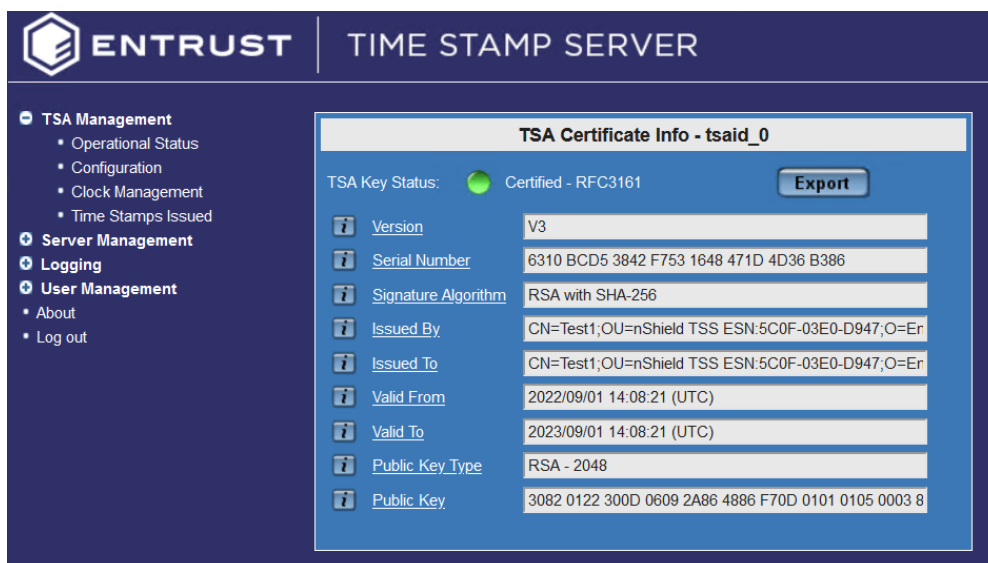 ENTRUST TIME STAMP SERVER
TSA Management
Operational Status
Configuration
Clock Management
Time Stamps Issued
Server Management
Logging
User Management
About
Log out
TSA Certificate Info - tsaid_0
TSA Key Status: Certified - RFC3161 Export
Version V3
Serial Number 6310 BCD5 3842 F753 1648 471D 4D36 B386
Signature Algorithm RSA with SHA-256
Issued By CN=Test1;OU=nShield TSS ESN:5C0F-03E0-D947;O=En
Issued To CN=Test1;OU=nShield TSS ESN:5C0F-03E0-D947;O=En
Valid From 2022/09/01 14:08:21 (UTC)
Valid To 2023/09/01 14:08:21 (UTC)
Public Key Type RSA - 2048
Public Key 3082 0122 300D 0609 2A86 4886 F70D 0101 0105 0003 8